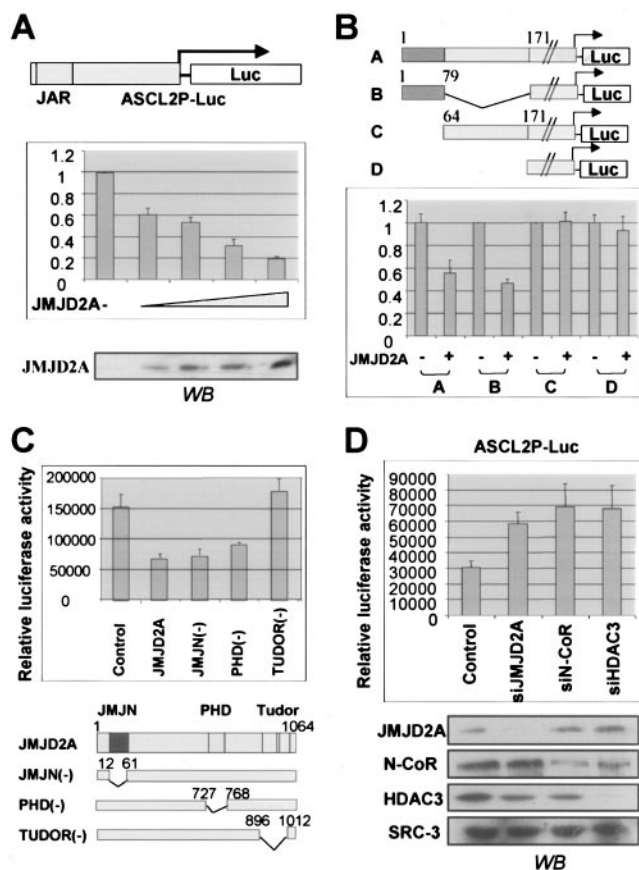 A
Luc
JAR
ASCL2P-Luc
1.2
1
0.8
0.6
0.4
0.2
0
JMJD2A-
JMJD2A
WB
B
1
171
A
Luc
1
79
B
Luc
64
171
C
Luc
D
Luc
1.2
1
0.8
0.6
0.4
0.2
0
JMJD2A
- + - + - + - +
A B C D
C
Relative luciferase activity
200000
150000
100000
50000
0
Control
JMJD2A
JMJN(-)
PHD(-)
TUDOR(-)
JMJN PHD Tudor
1 1064
JMJD2A
12 61
JMJN(-)
727 768
PHD(-)
896 1012
TUDOR(-)
D
ASCL2P-Luc
Relative luciferase activity
90000
80000
70000
60000
50000
40000
30000
20000
10000
0
Control
siJMJD2A
siN-CoR
siHDAC3
JMJD2A
N-CoR
HDAC3
SRC-3
WB